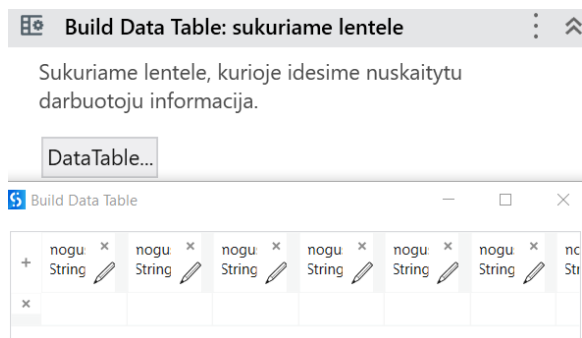 Build Data Table: sukuriame lentele
Sukuriame lentele, kurioje idesime nuskaitytu
darbuotoju informacija.
DataTable...
Build Data Table
nogu nogu nogu nogu nogu nogu
String String String String String String